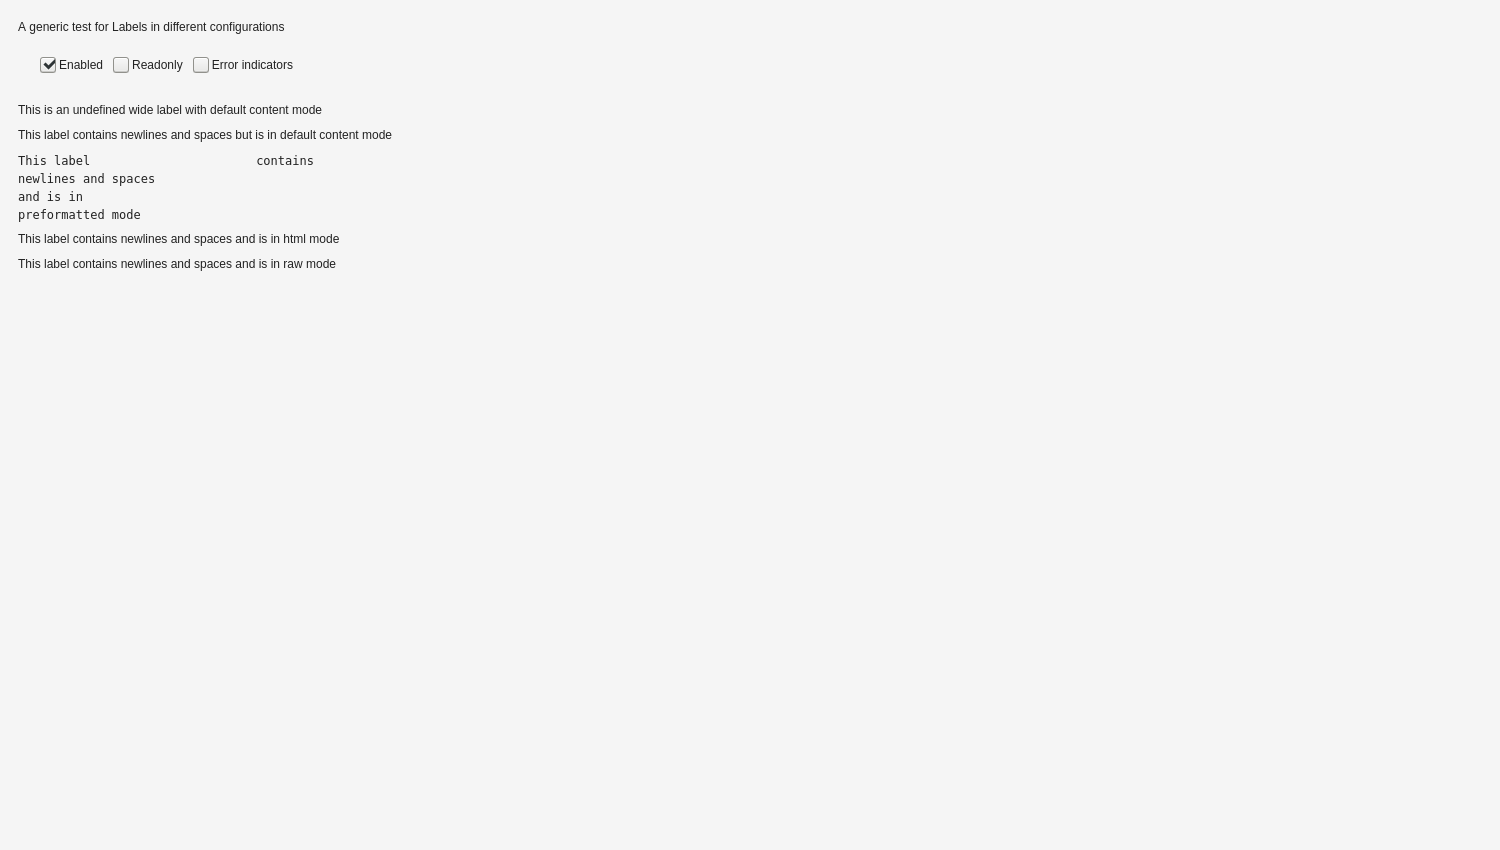 A generic test for Labels in different configurations
Enabled Readonly Error indicators
This is an undefined wide label with default content mode
This label contains newlines and spaces but is in default content mode
This label                       contains
newlines and spaces
and is in
preformatted mode
This label contains newlines and spaces and is in html mode
This label contains newlines and spaces and is in raw mode